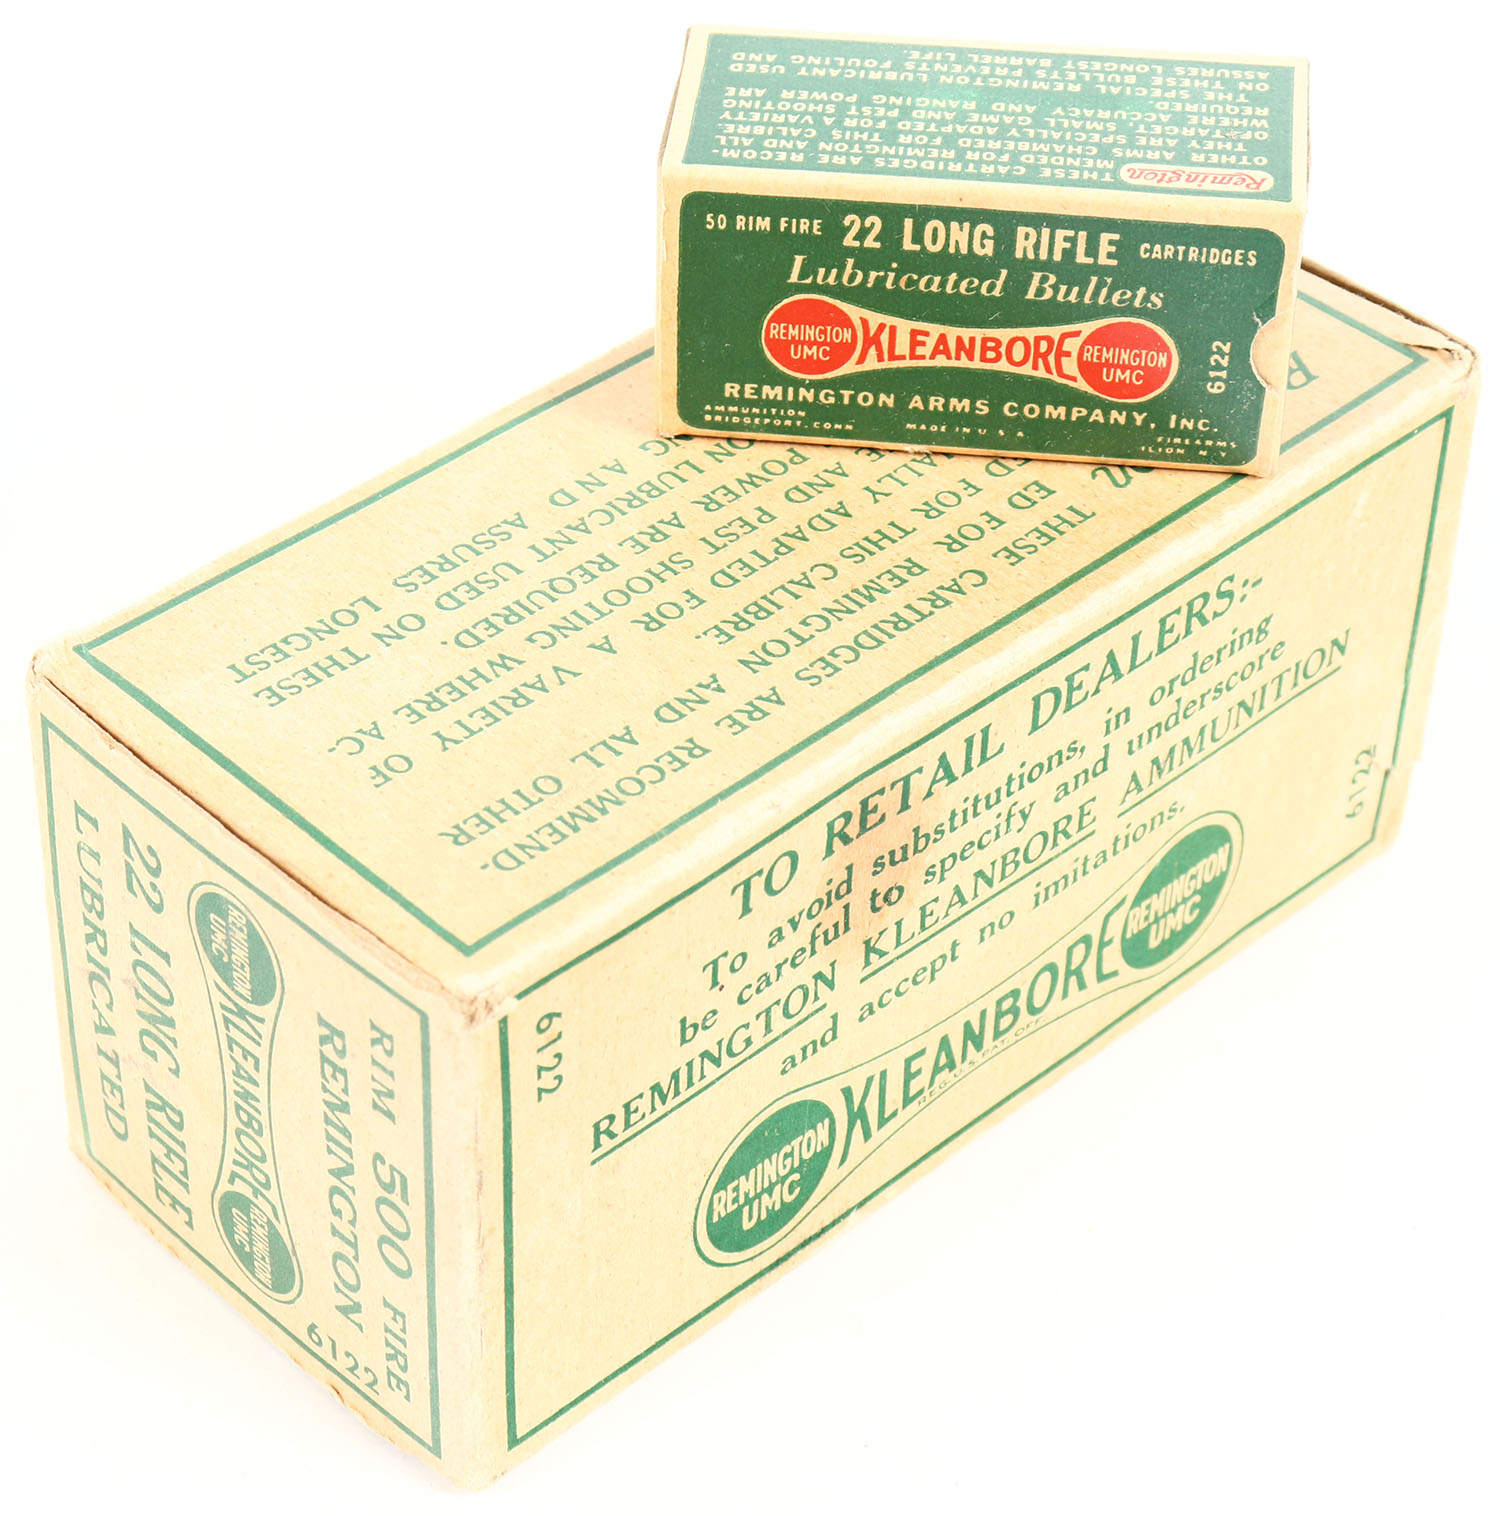 THESE CARTRIDGES ARE RECOM-
MENDED FOR REMINGTON AND ALL
OTHER ARMS CHAMBERED FOR THIS CALIBRE.
THEY ARE SPECIALLY ADAPTED FOR A VARIETY
OF TARGET, SMALL GAME AND PEST SHOOTING
WHERE ACCURACY AND RANGING POWER ARE
REQUIRED.
THE SPECIAL REMINGTON LUBRICANT USED
ON THESE BULLETS PREVENTS FOULING AND
ASSURES LONGEST BARREL LIFE.
Remington
50 RIM FIRE 22 LONG RIFLE CARTRIDGES
Lubricated Bullets
REMINGTON UMC KLEANBORE REMINGTON UMC
6122
REMINGTON ARMS COMPANY, INC.
AMMUNITION
BRIDGEPORT. CONN MADE IN U S A
FIREARMS
ILION N Y
R
on
THESE CARTRIDGES ARE RECOMMEND-
ED FOR REMINGTON AND ALL OTHER
ED FOR THIS CALIBRE.
ALLY ADAPTED FOR A VARIETY OF
E AND PEST SHOOTING WHERE AC-
POWER ARE REQUIRED.
ON LUBRICANT USED ON THESE
NG AND ASSURES LONGEST
TO RETAIL DEALERS:-
To avoid substitutions, in ordering
be careful to specify and underscore
REMINGTON KLEANBORE AMMUNITION
and accept no imitations.
6122
6122
REMINGTON UMC KLEANBORE REMINGTON UMC
REG. U.S. PAT. OFF.
RIM 500 FIRE
REMINGTON
6122
REMINGTON UMC KLEANBORE REMINGTON UMC
22 LONG RIFLE
LUBRICATED